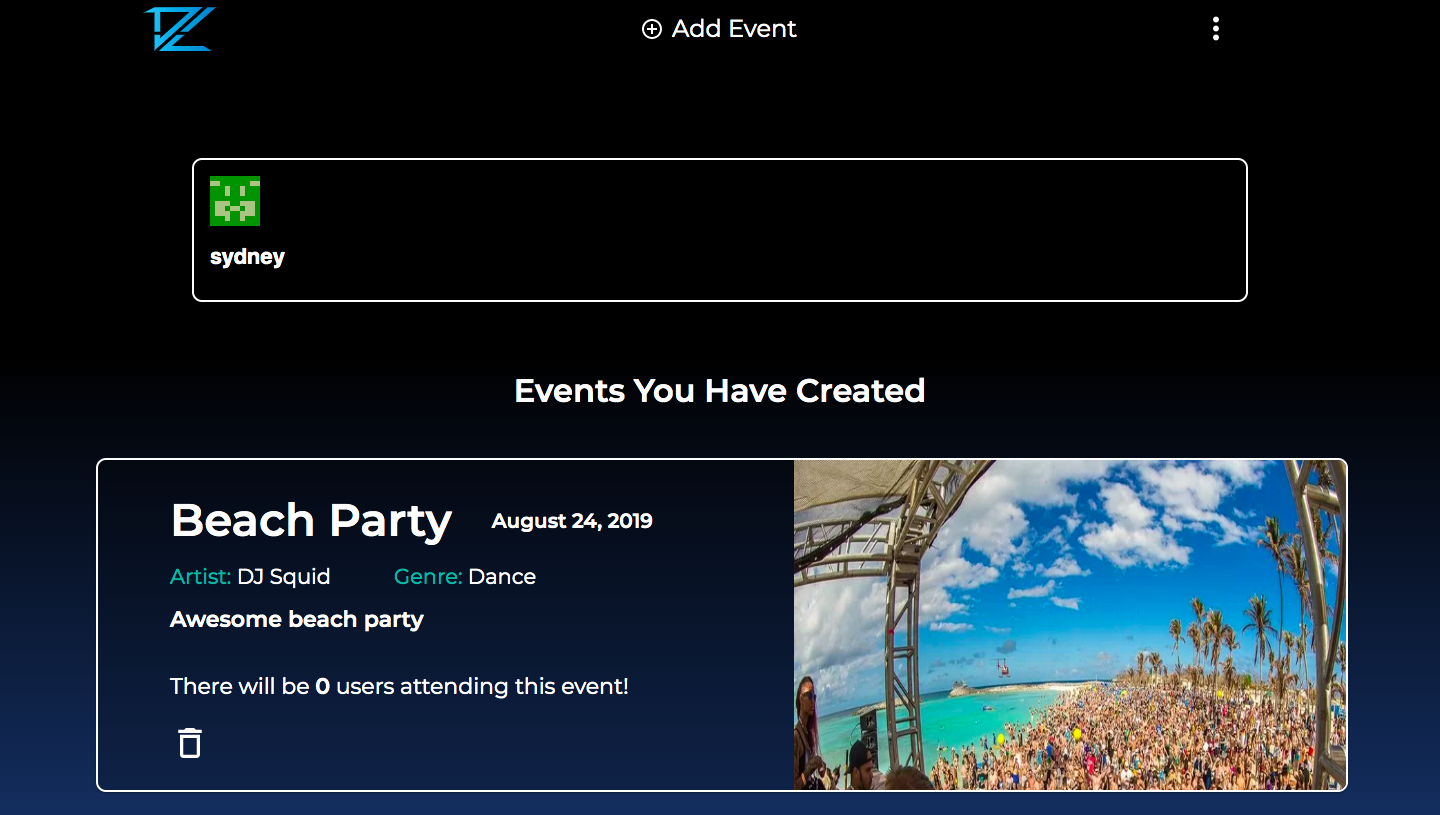 Add Event
sydney
Events You Have Created
Beach Party August 24, 2019
Artist: DJ Squid Genre: Dance
Awesome beach party
There will be 0 users attending this event!